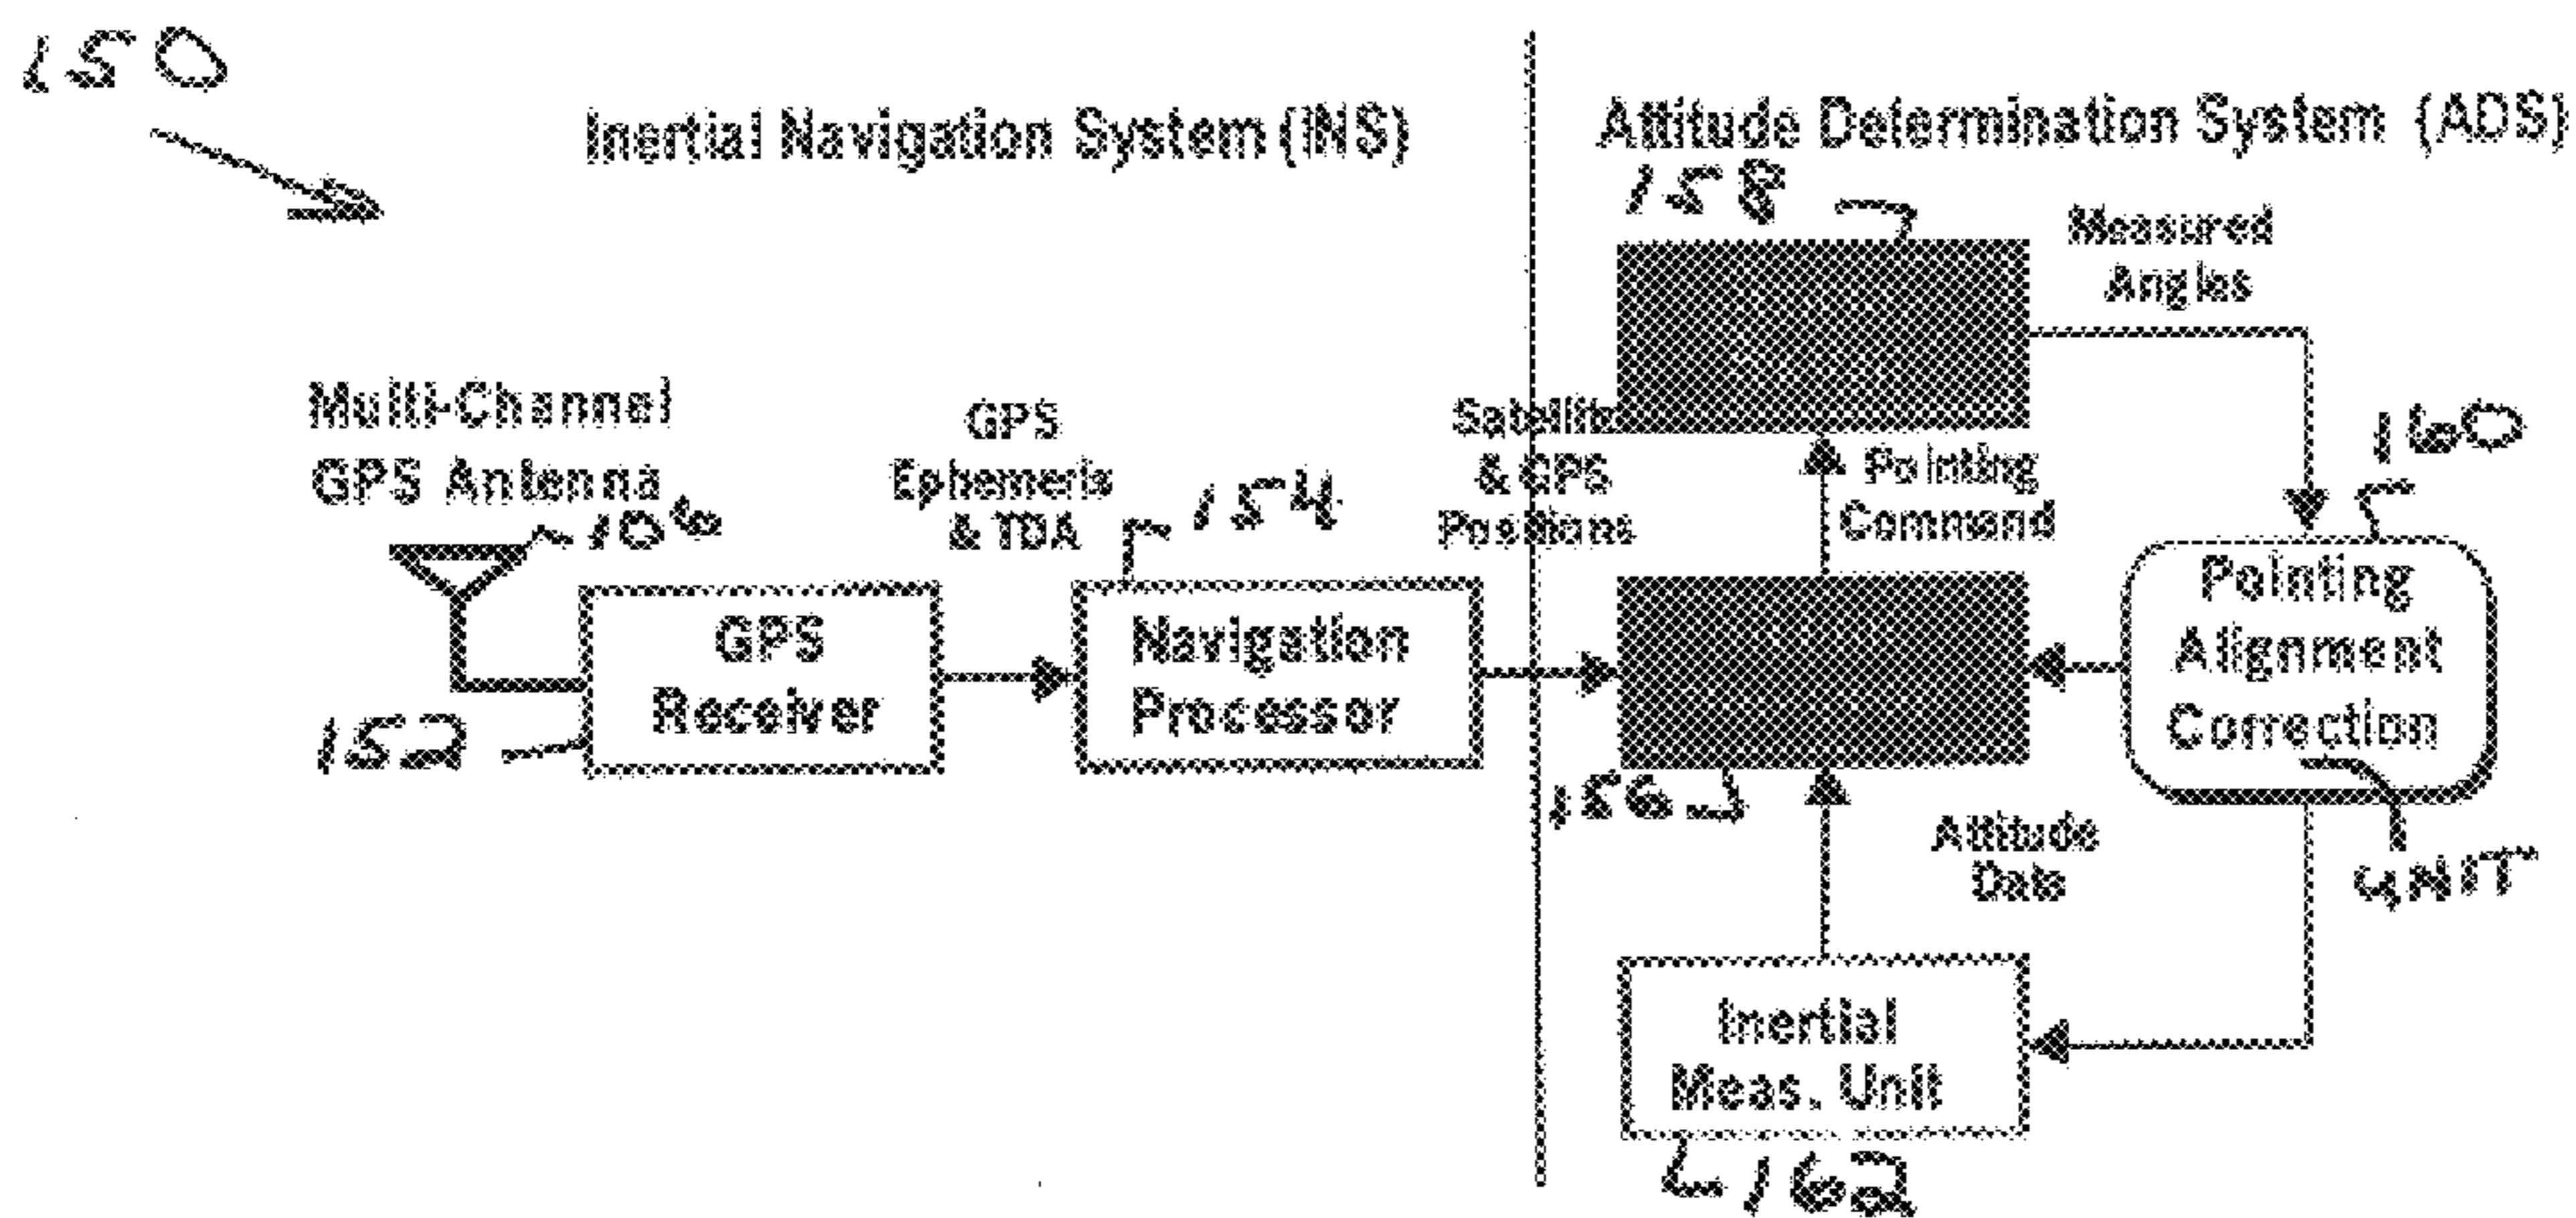 150
Inertial Navigation System (INS)
Attitude Determination System (ADS)
158
Measured
Angles
Multi-Channel
GPS Antenna
106
GPS
Ephemeris
& TDA
154
Satellite
& GPS
Positions
Pointing
Command
160
GPS
Receiver
152
Navigation
Processor
156
Pointing
Alignment
Correction
UNIT
Attitude
Data
Inertial
Meas. Unit
162